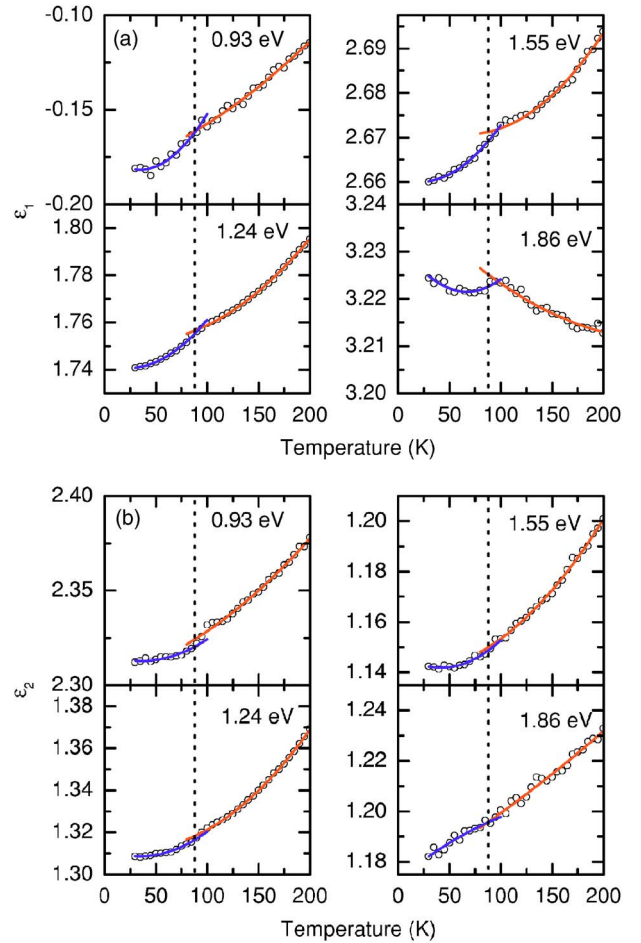 (a)
0.93 eV
1.55 eV
-0.10
-0.15
-0.20
2.69
2.68
2.67
2.66
ε1
1.24 eV
1.86 eV
1.80
1.78
1.76
1.74
3.24
3.23
3.22
3.21
3.20
0 50 100 150 200
0 50 100 150 200
Temperature (K)
Temperature (K)
(b)
0.93 eV
1.55 eV
2.40
2.35
2.30
1.20
1.18
1.16
1.14
ε2
1.24 eV
1.86 eV
1.38
1.36
1.34
1.32
1.30
1.24
1.22
1.20
1.18
0 50 100 150 200
0 50 100 150 200
Temperature (K)
Temperature (K)